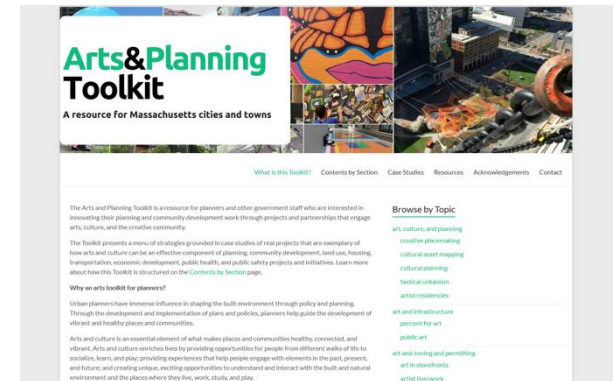 Arts&Planning
Toolkit
A resource for Massachusetts cities and towns
What is this Toolkit? Contents by Section Case Studies Resources Acknowledgements Contact
The Arts and Planning Toolkit is a resource for planners and other government staff who are interested in
innovating their planning and community development work through projects and partnerships that engage
arts, culture, and the creative community.
The Toolkit presents a menu of strategies grounded in case studies of real projects that are exemplary of
how arts and culture can be an effective component of planning, community development, land use, housing,
transportation, economic development, public health, and public safety projects and initiatives. Learn more
about how this Toolkit is structured on the Contents by Section page.
Why an arts toolkit for planners?
Urban planners have immense influence in shaping the built environment through policy and planning.
Through the development and implementation of plans and policies, planners help guide the development of
vibrant and healthy places and communities.
Arts and culture is an essential element of what makes places and communities healthy, connected, and
vibrant. Arts and culture enriches lives by providing opportunities for people from different walks of life to
socialize, learn, and play; providing experiences that help people engage with elements in the past, present,
and future; and creating unique, exciting opportunities to understand and interact with the built and natural
environment and the places where they live, work, study, and play.
Browse by Topic
art, culture, and planning
creative placemaking
cultural asset mapping
cultural planning
tactical urbanism
artist residencies
art and infrastructure
percent for art
public art
art and zoning and permitting
art in storefronts
artist live/work